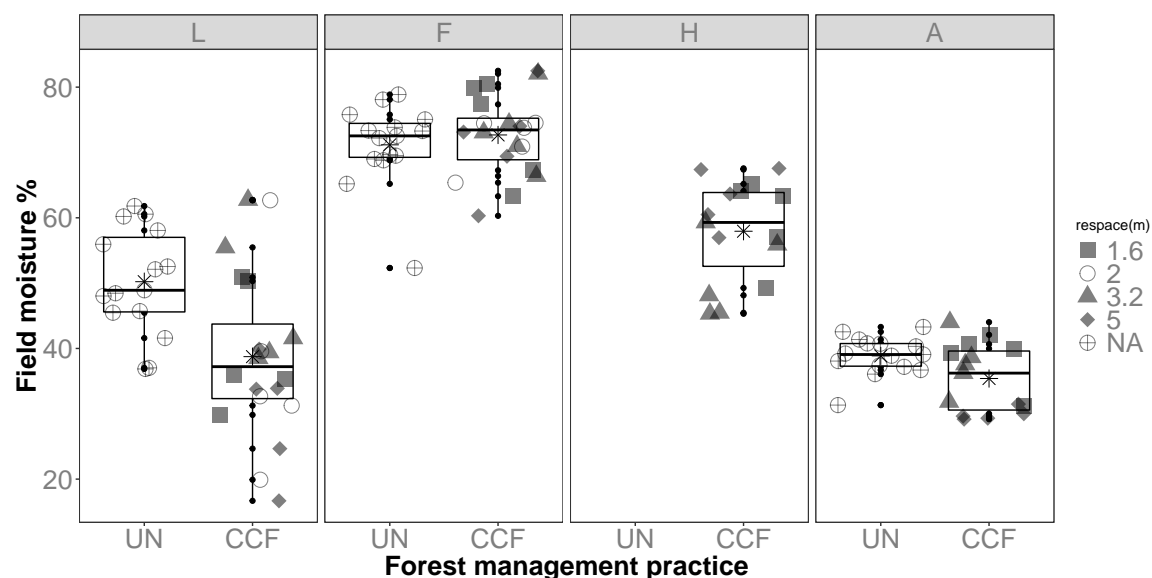 L F H A
Field moisture %
80
60
40
20
UN CCF UN CCF UN CCF UN CCF
Forest management practice
respace(m)
1.6
2
3.2
5
NA